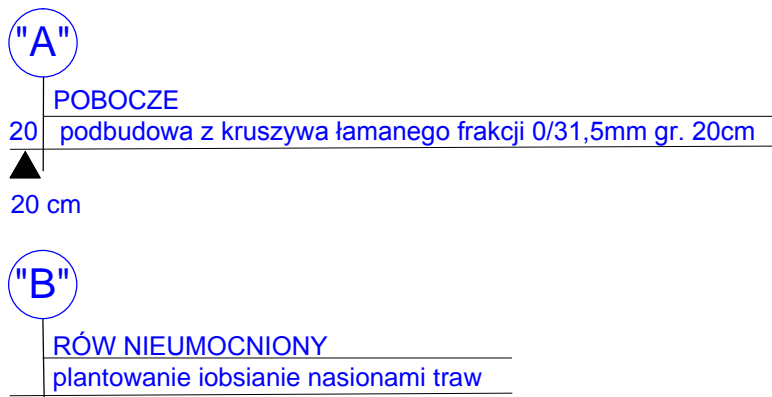 "A"
POBOCZE
20 podbudowa z kruszywa łamanego frakcji 0/31,5mm gr. 20cm
20 cm
"B"
RÓW NIEUMOCNIONY
plantowanie iobsianie nasionami traw